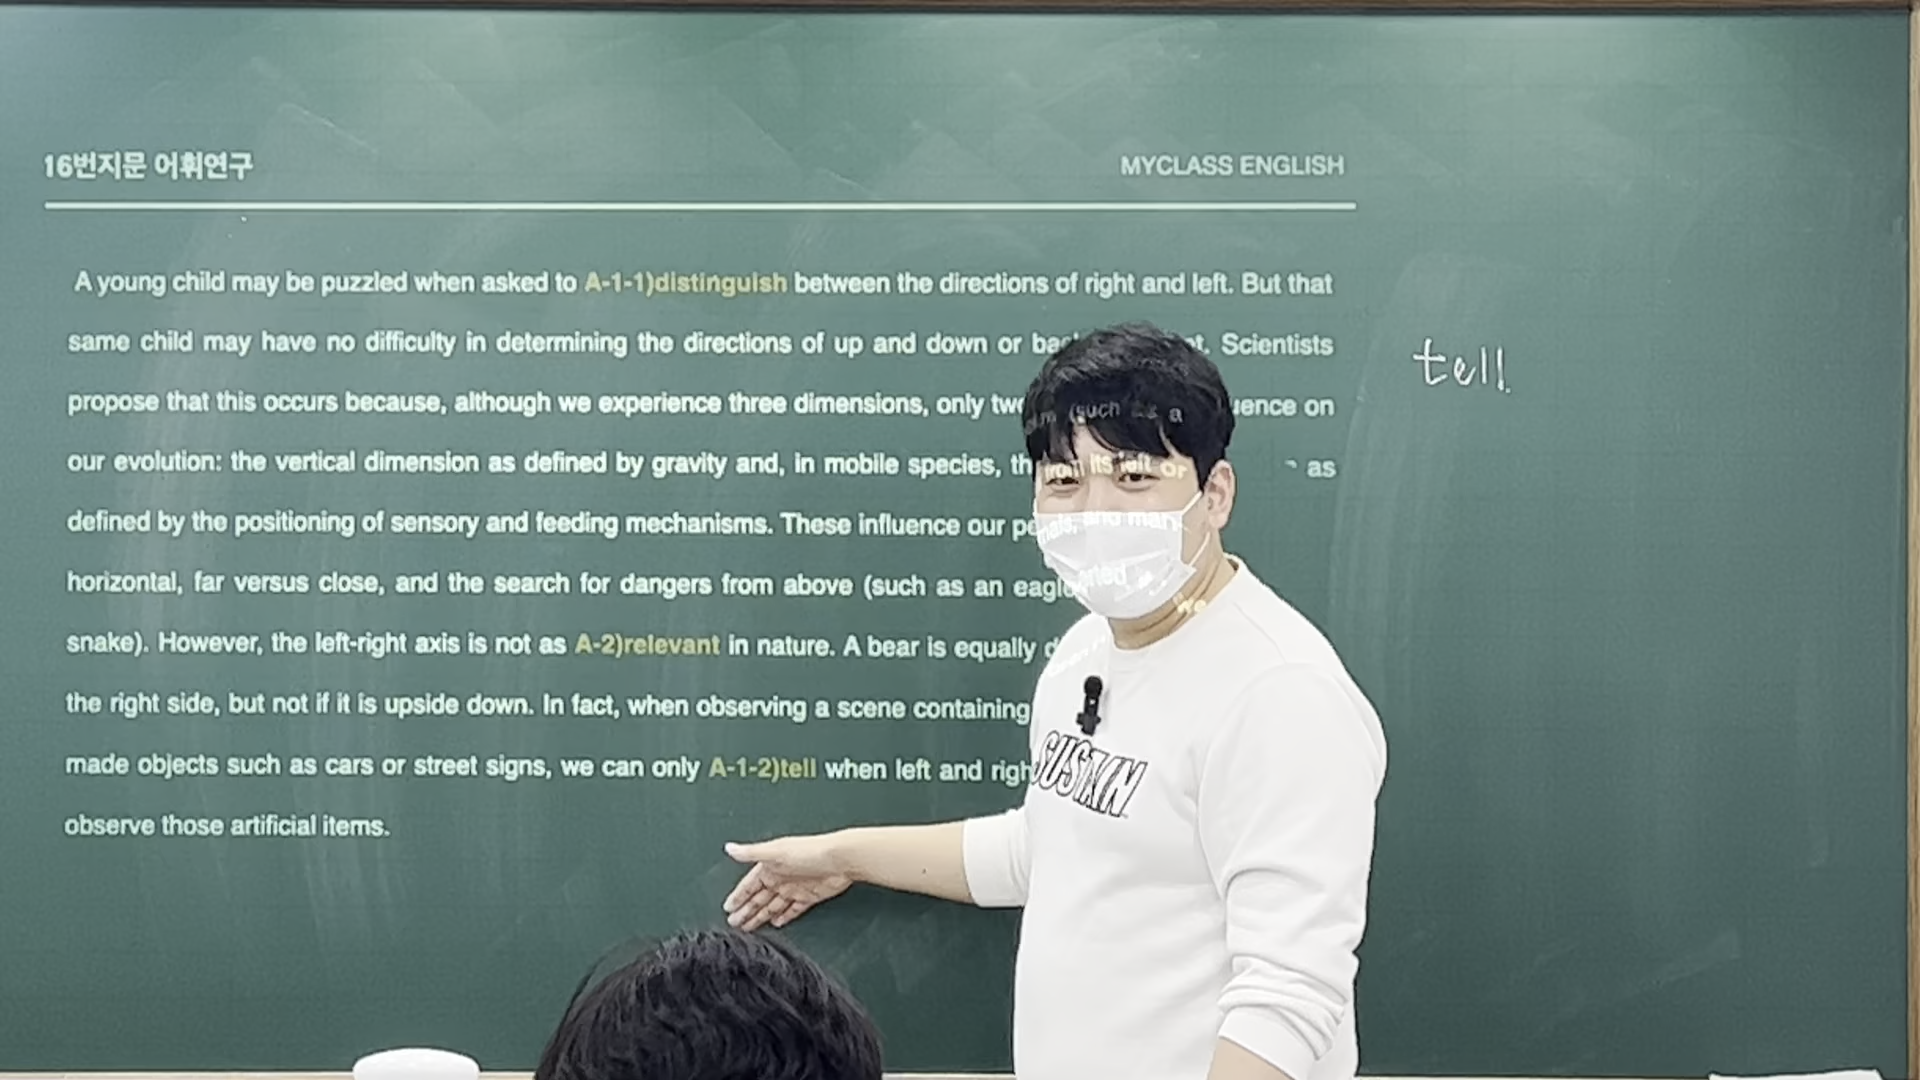 16번지문 어휘연구 MYCLASS ENGLISH
A young child may be puzzled when asked to A-1-1)distinguish between the directions of right and left. But that
same child may have no difficulty in determining the directions of up and down or Scientists
propose that this occurs because, although we experience three dimensions, only on
our evolution: the vertical dimension as defined by gravity and, in mobile species, as
defined by the positioning of sensory and feeding mechanisms. These influence our
horizontal, far versus close, and the search for dangers from above (such as an
snake). However, the left-right axis is not as A-2)relevant in nature. A bear is equally
the right side, but not if it is upside down. In fact, when observing a scene containing
made objects such as cars or street signs, we can only A-1-2)tell when left and
observe those artificial items.
(such as a
from its left or
and man
tell
SUSTAIN